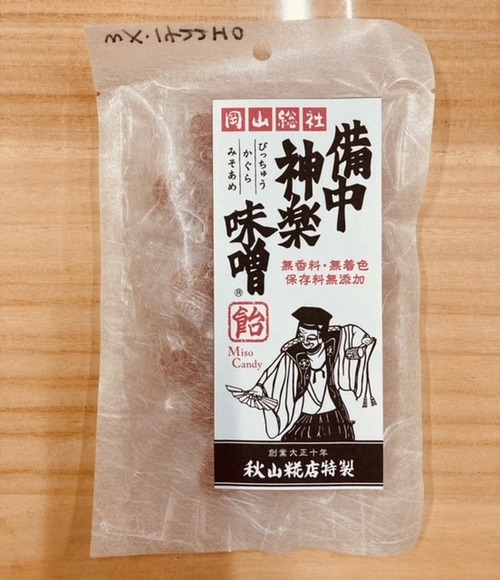 岡山総社
備中
神楽
味噌®
飴
びっちゅう
かぐら
みそあめ
無香料・無着色
保存料無添加
Miso
Candy
創業大正十年
秋山糀店特製